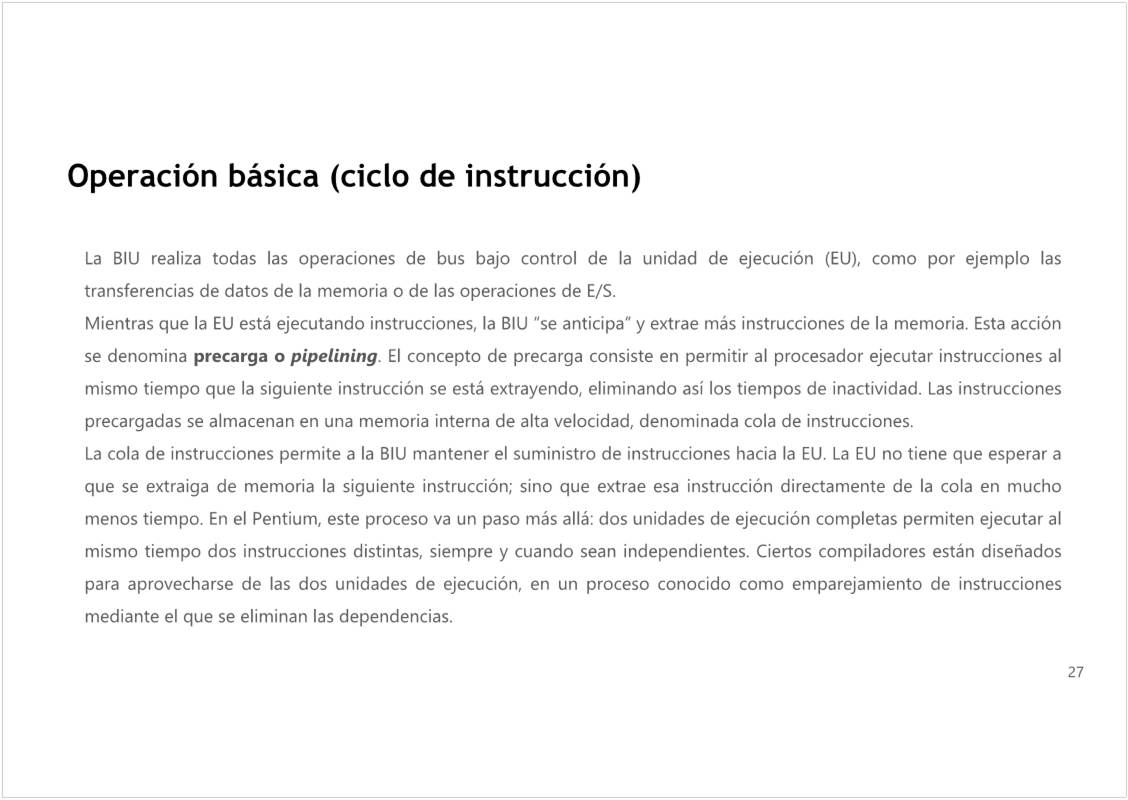 Operación básica (ciclo de instrucción)
La BIU realiza todas las operaciones de bus bajo control de la unidad de ejecución (EU), como por ejemplo las
transferencias de datos de la memoria o de las operaciones de E/S.
Mientras que la EU está ejecutando instrucciones, la BIU "se anticipa" y extrae más instrucciones de la memoria. Esta acción
se denomina precarga o pipelining. El concepto de precarga consiste en permitir al procesador ejecutar instrucciones al
mismo tiempo que la siguiente instrucción se está extrayendo, eliminando así los tiempos de inactividad. Las instrucciones
precargadas se almacenan en una memoria interna de alta velocidad, denominada cola de instrucciones.
La cola de instrucciones permite a la BIU mantener el suministro de instrucciones hacia la EU. La EU no tiene que esperar a
que se extraiga de memoria la siguiente instrucción; sino que extrae esa instrucción directamente de la cola en mucho
menos tiempo. En el Pentium, este proceso va un paso más allá: dos unidades de ejecución completas permiten ejecutar al
mismo tiempo dos instrucciones distintas, siempre y cuando sean independientes. Ciertos compiladores están diseñados
para aprovecharse de las dos unidades de ejecución, en un proceso conocido como emparejamiento de instrucciones
mediante el que se eliminan las dependencias.
27